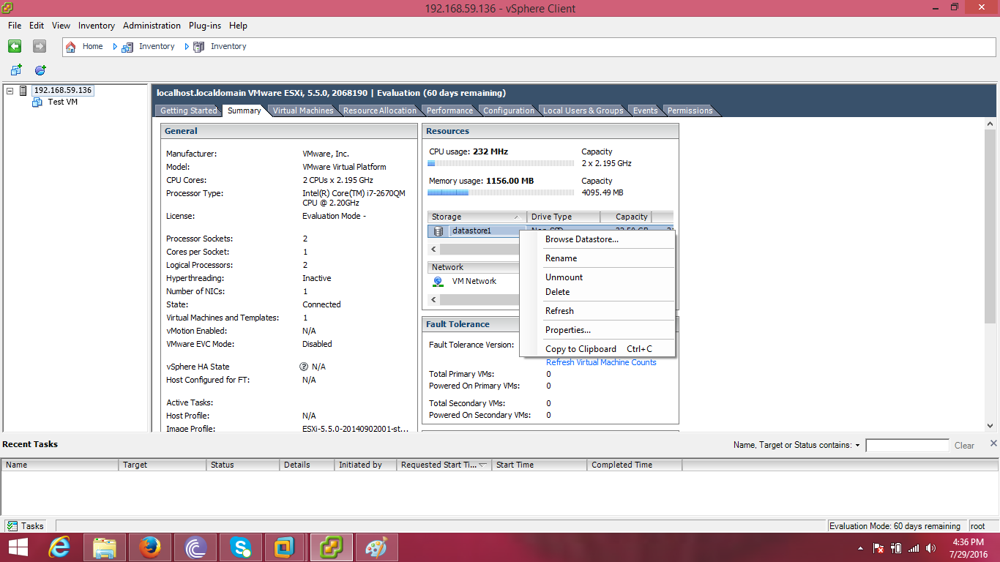 192.168.59.136 - vSphere Client
File Edit View Inventory Administration Plug-ins Help
Home Inventory Inventory
192.168.59.136
Test VM
localhost.localdomain VMware ESXi, 5.5.0, 2068190 | Evaluation (60 days remaining)
Getting Started Summary Virtual Machines Resource Allocation Performance Configuration Local Users & Groups Events Permissions
General
Manufacturer: VMware, Inc.
Model: VMware Virtual Platform
CPU Cores: 2 CPUs x 2.195 GHz
Processor Type: Intel(R) Core(TM) i7-2670QM
CPU @ 2.20GHz
License: Evaluation Mode -
Processor Sockets: 2
Cores per Socket: 1
Logical Processors: 2
Hyperthreading: Inactive
Number of NICs: 1
State: Connected
Virtual Machines and Templates: 1
vMotion Enabled: N/A
VMware EVC Mode: Disabled
vSphere HA State ? N/A
Host Configured for FT: N/A
Active Tasks:
Host Profile: N/A
Image Profile: ESXi-5.5.0-20140902001-st...
Resources
CPU usage: 232 MHz Capacity
2 x 2.195 GHz
Memory usage: 1156.00 MB Capacity
4095.49 MB
Storage Drive Type Capacity
datastore1
Network
VM Network
Browse Datastore...
Rename
Unmount
Delete
Refresh
Properties...
Copy to Clipboard Ctrl+C
Fault Tolerance
Fault Tolerance Version:
Refresh Virtual Machine Counts
Total Primary VMs: 0
Powered On Primary VMs: 0
Total Secondary VMs: 0
Powered On Secondary VMs: 0
Recent Tasks
Name, Target or Status contains: Clear
Name Target Status Details Initiated by Requested Start Ti... Start Time Completed Time
Tasks
Evaluation Mode: 60 days remaining root
4:36 PM
7/29/2016